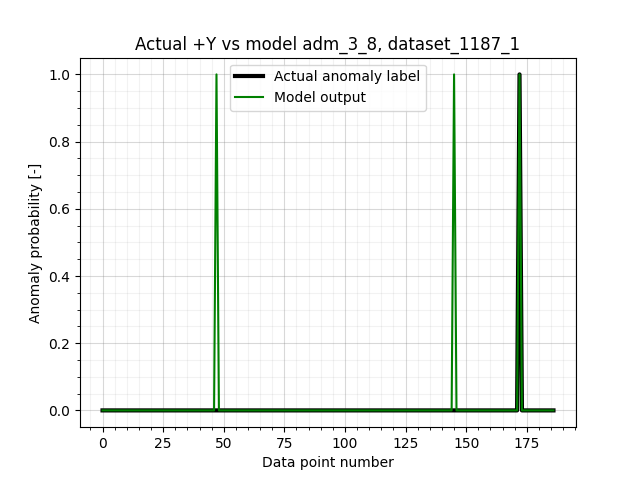 Actual +Y vs model adm_3_8, dataset_1187_1
Actual anomaly label
Model output
Anomaly probability [-]
1.0
0.8
0.6
0.4
0.2
0.0
0 25 50 75 100 125 150 175
Data point number